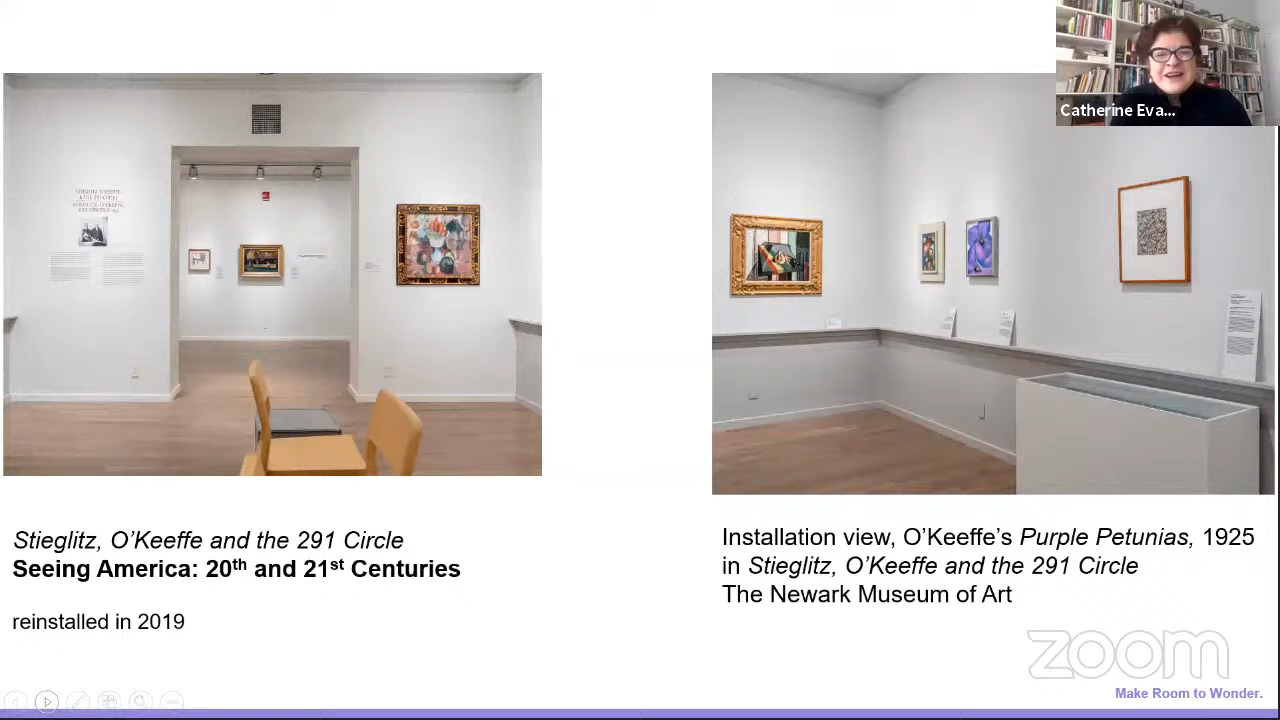 Catherine Eva...
Stieglitz, O’Keeffe and the 291 Circle
Seeing America: 20th and 21st Centuries
reinstalled in 2019
Installation view, O’Keeffe’s Purple Petunias, 1925
in Stieglitz, O’Keeffe and the 291 Circle
The Newark Museum of Art
zoom
Make Room to Wonder.